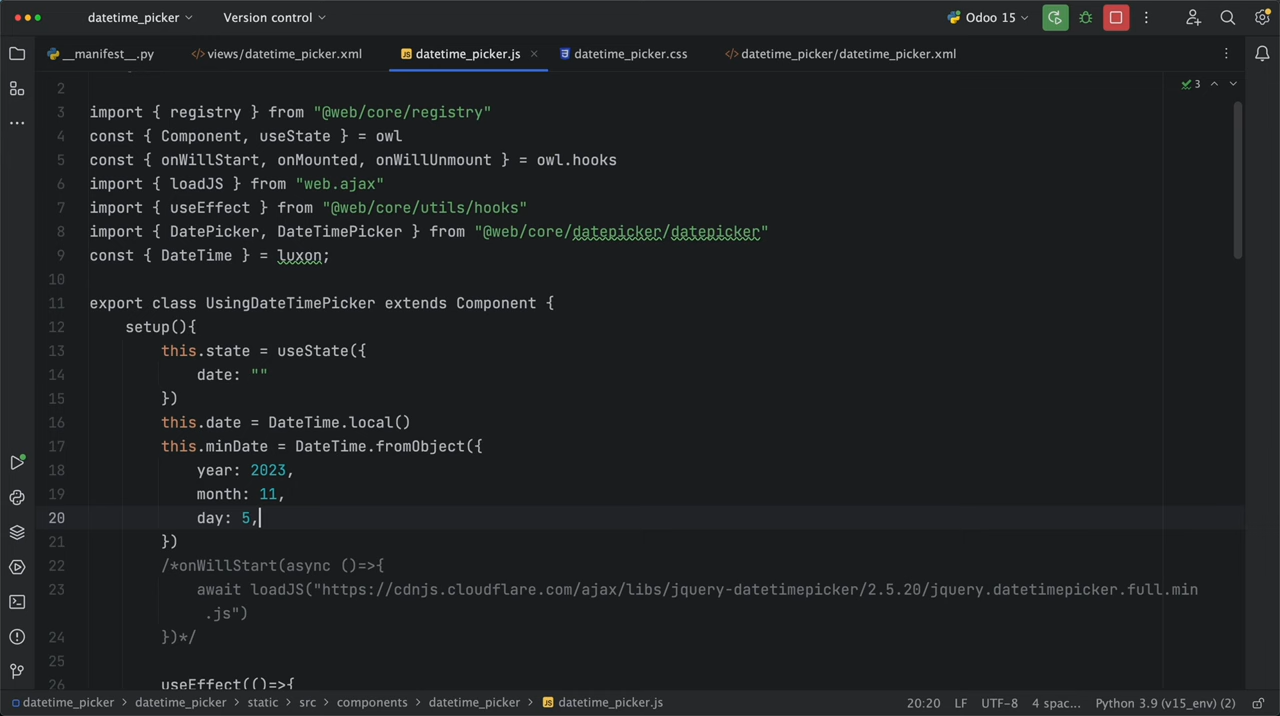 datetime_picker Version control Odoo 15
__manifest__.py views/datetime_picker.xml datetime_picker.js datetime_picker.css datetime_picker/datetime_picker.xml
3
2
3 import { registry } from "@web/core/registry"
4 const { Component, useState } = owl
5 const { onWillStart, onMounted, onWillUnmount } = owl.hooks
6 import { loadJS } from "web.ajax"
7 import { useEffect } from "@web/core/utils/hooks"
8 import { DatePicker, DateTimePicker } from "@web/core/datepicker/datepicker"
9 const { DateTime } = luxon;
10
11 export class UsingDateTimePicker extends Component {
12 setup(){
13 this.state = useState({
14 date: ""
15 })
16 this.date = DateTime.local()
17 this.minDate = DateTime.fromObject({
18 year: 2023,
19 month: 11,
20 day: 5,
21 })
22 /*onWillStart(async ()=>{
23 await loadJS("https://cdnjs.cloudflare.com/ajax/libs/jquery-datetimepicker/2.5.20/jquery.datetimepicker.full.min
.js")
24 })*/
25
26 useEffect(()=>{
datetime_picker > datetime_picker > static > src > components > datetime_picker > datetime_picker.js 20:20 LF UTF-8 4 spac... Python 3.9 (v15_env) (2)